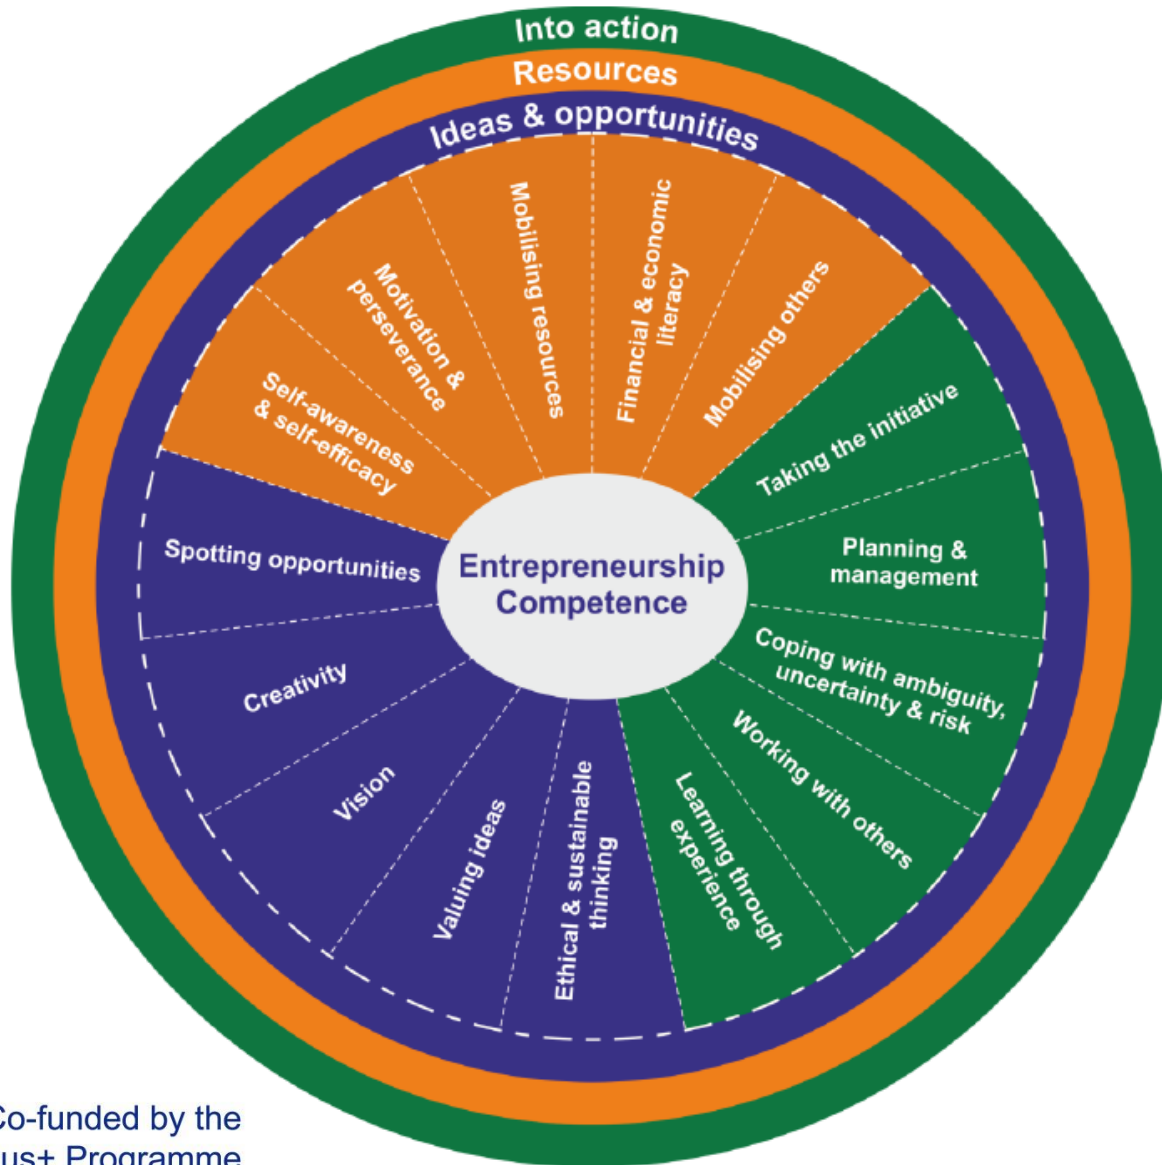 Into action
Resources
Ideas & opportunities
Mobilising resources
Financial & economic
literacy
Mobilising others
Taking the initiative
Planning &
management
Coping with ambiguity,
uncertainty & risk
Working with others
Learning through
experience
Ethical & sustainable
thinking
Valuing ideas
Vision
Creativity
Spotting opportunities
Self-awareness
& self-efficacy
Motivation &
perseverance
Entrepreneurship
Competence
Co-funded by the
us+ Programme